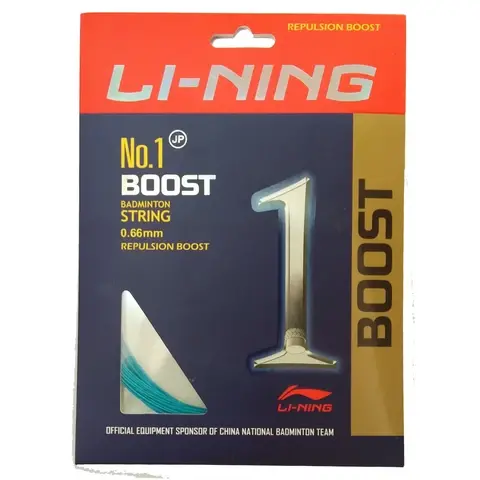 REPULSION BOOST
LI-NING
No.1 JP
BOOST
BADMINTON
STRING
0.66mm
REPULSION BOOST
1
BOOST
LI-NING
OFFICIAL EQUIPMENT SPONSOR OF CHINA NATIONAL BADMINTON TEAM